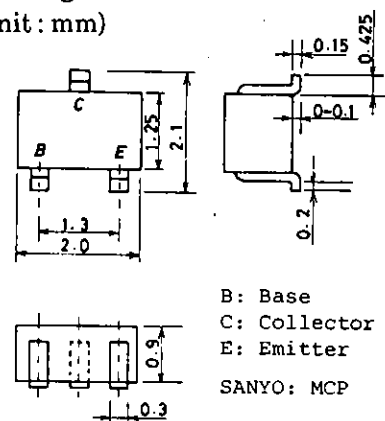 unit : mm)
0.15
0.425
C
B
E
1.25
2.1
0-0.1
1.3
2.0
0.2
B: Base
C: Collector
E: Emitter
SANYO: MCP
0.9
0.3